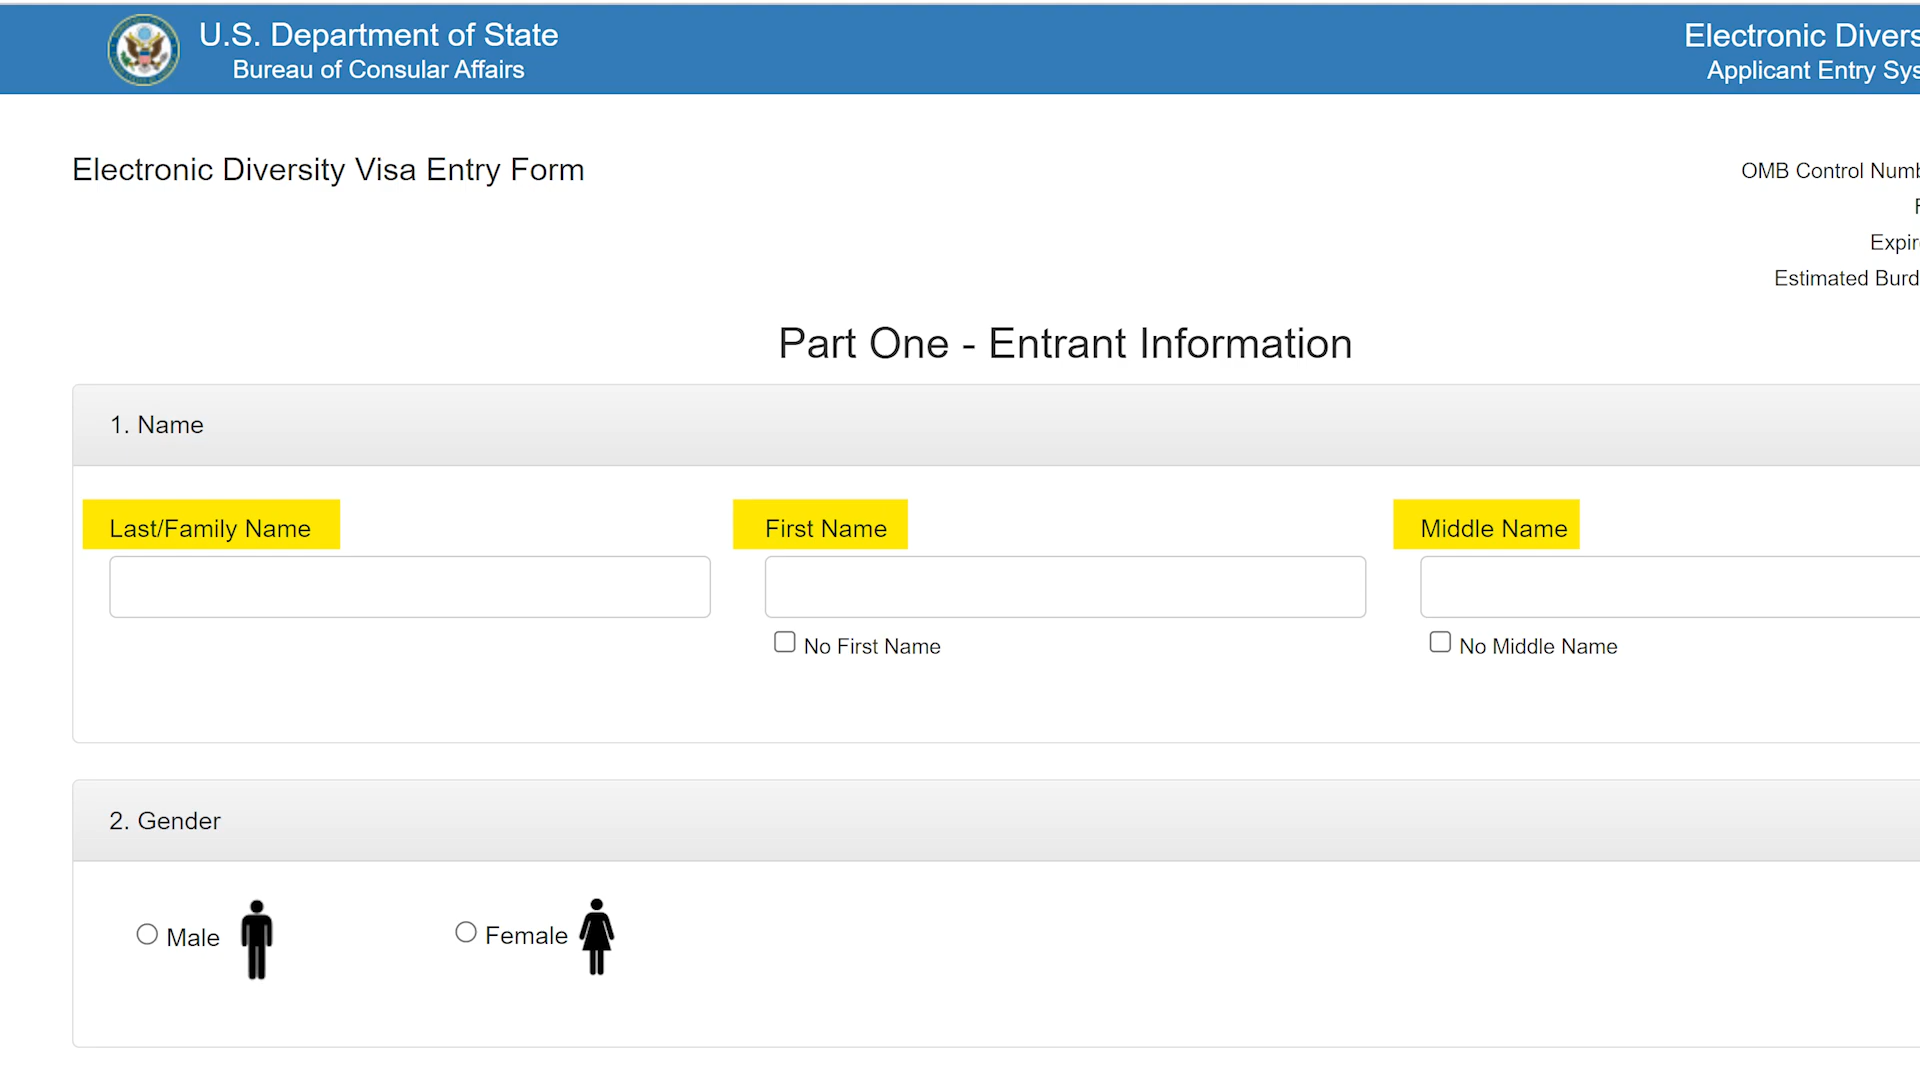 U.S. Department of State
Bureau of Consular Affairs
Electronic Divers
Applicant Entry Sys
Electronic Diversity Visa Entry Form
OMB Control Numb
F
Expir
Estimated Burd
Part One - Entrant Information
1. Name
Last/Family Name
First Name
Middle Name
No First Name
No Middle Name
2. Gender
Male
Female